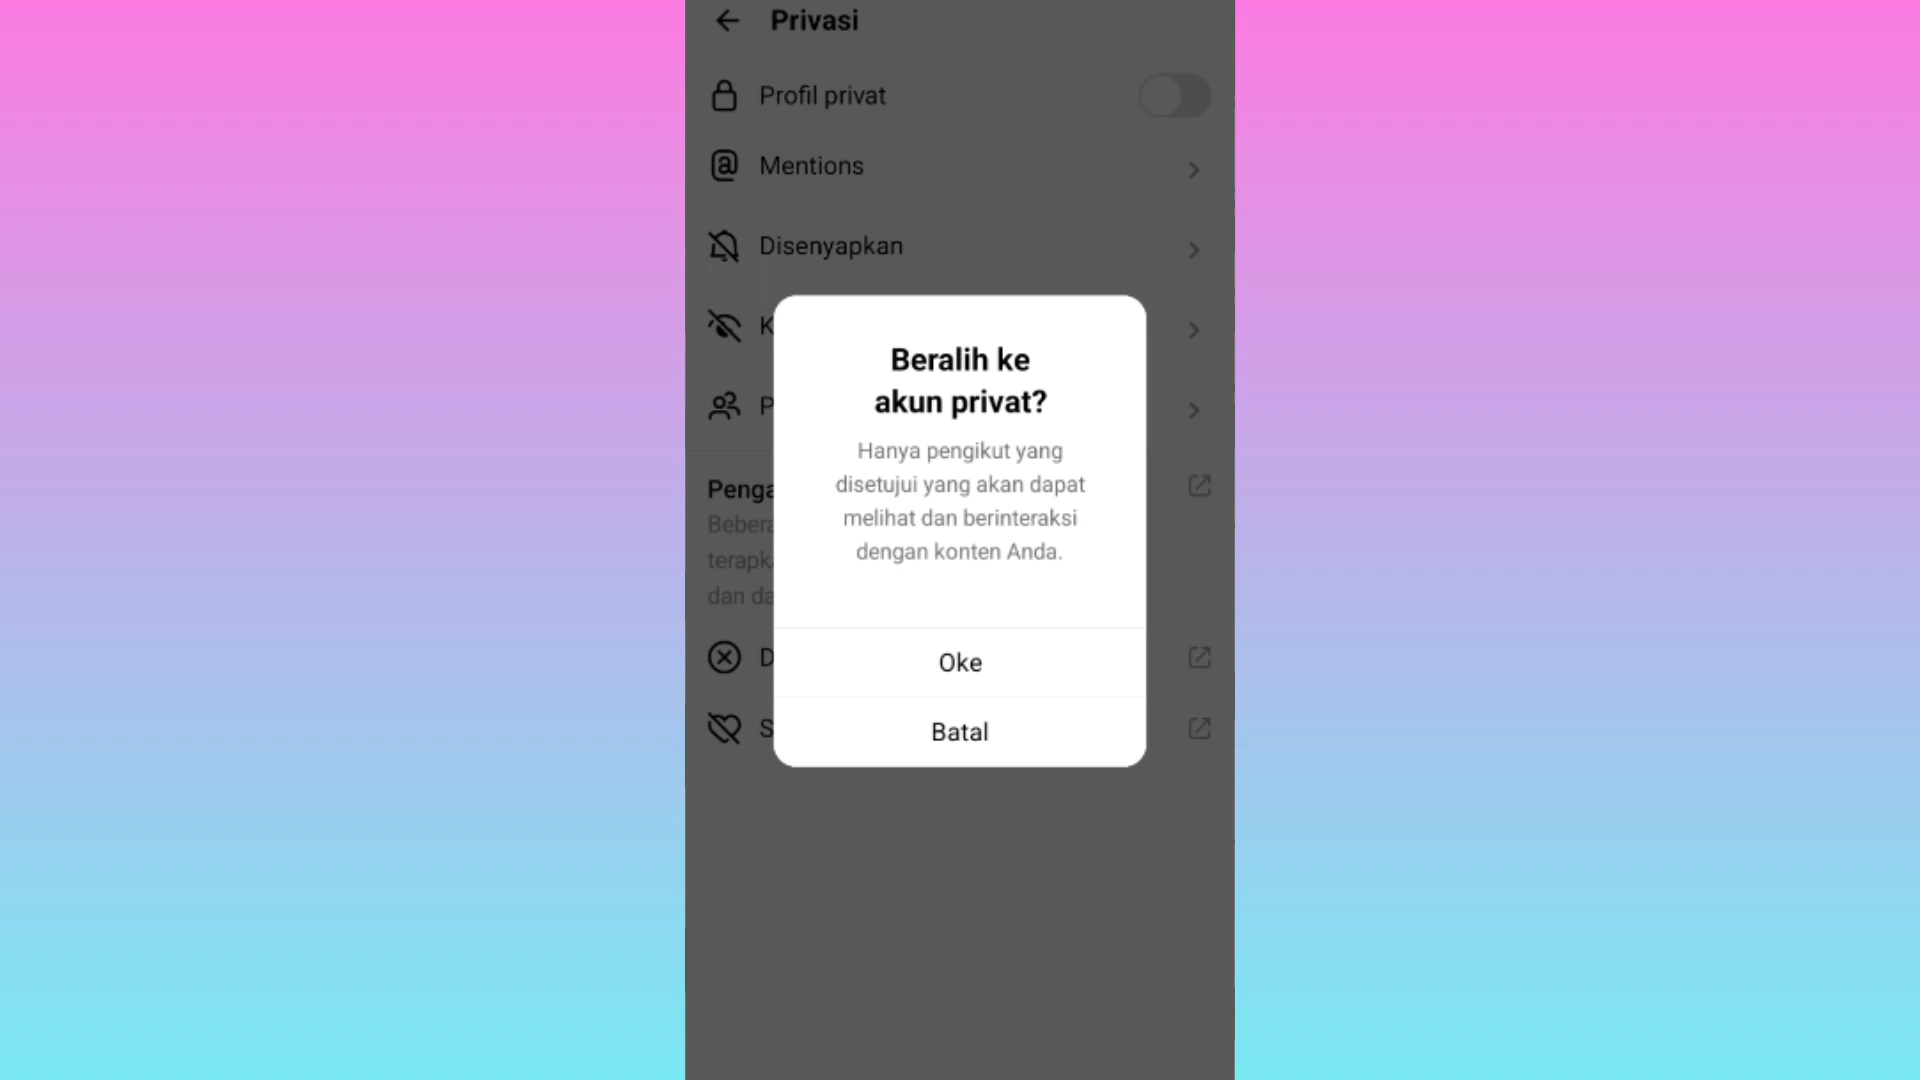 Privasi
Profil privat
Mentions
Disenyapkan
Beralih ke
akun privat?
Hanya pengikut yang
disetujui yang akan dapat
melihat dan berinteraksi
dengan konten Anda.
Oke
Batal
dan